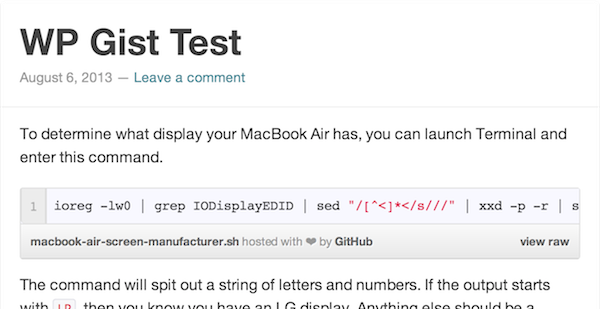 WP Gist Test
August 6, 2013 — Leave a comment
To determine what display your MacBook Air has, you can launch Terminal and
enter this command.
1 ioreg -lw0 | grep IODisplayEDID | sed "/[^<]*</s///" | xxd -p -r | s
macbook-air-screen-manufacturer.sh hosted with ❤ by GitHub view raw
The command will spit out a string of letters and numbers. If the output starts
with LP, then you know you have an LG display. Anything else should be a